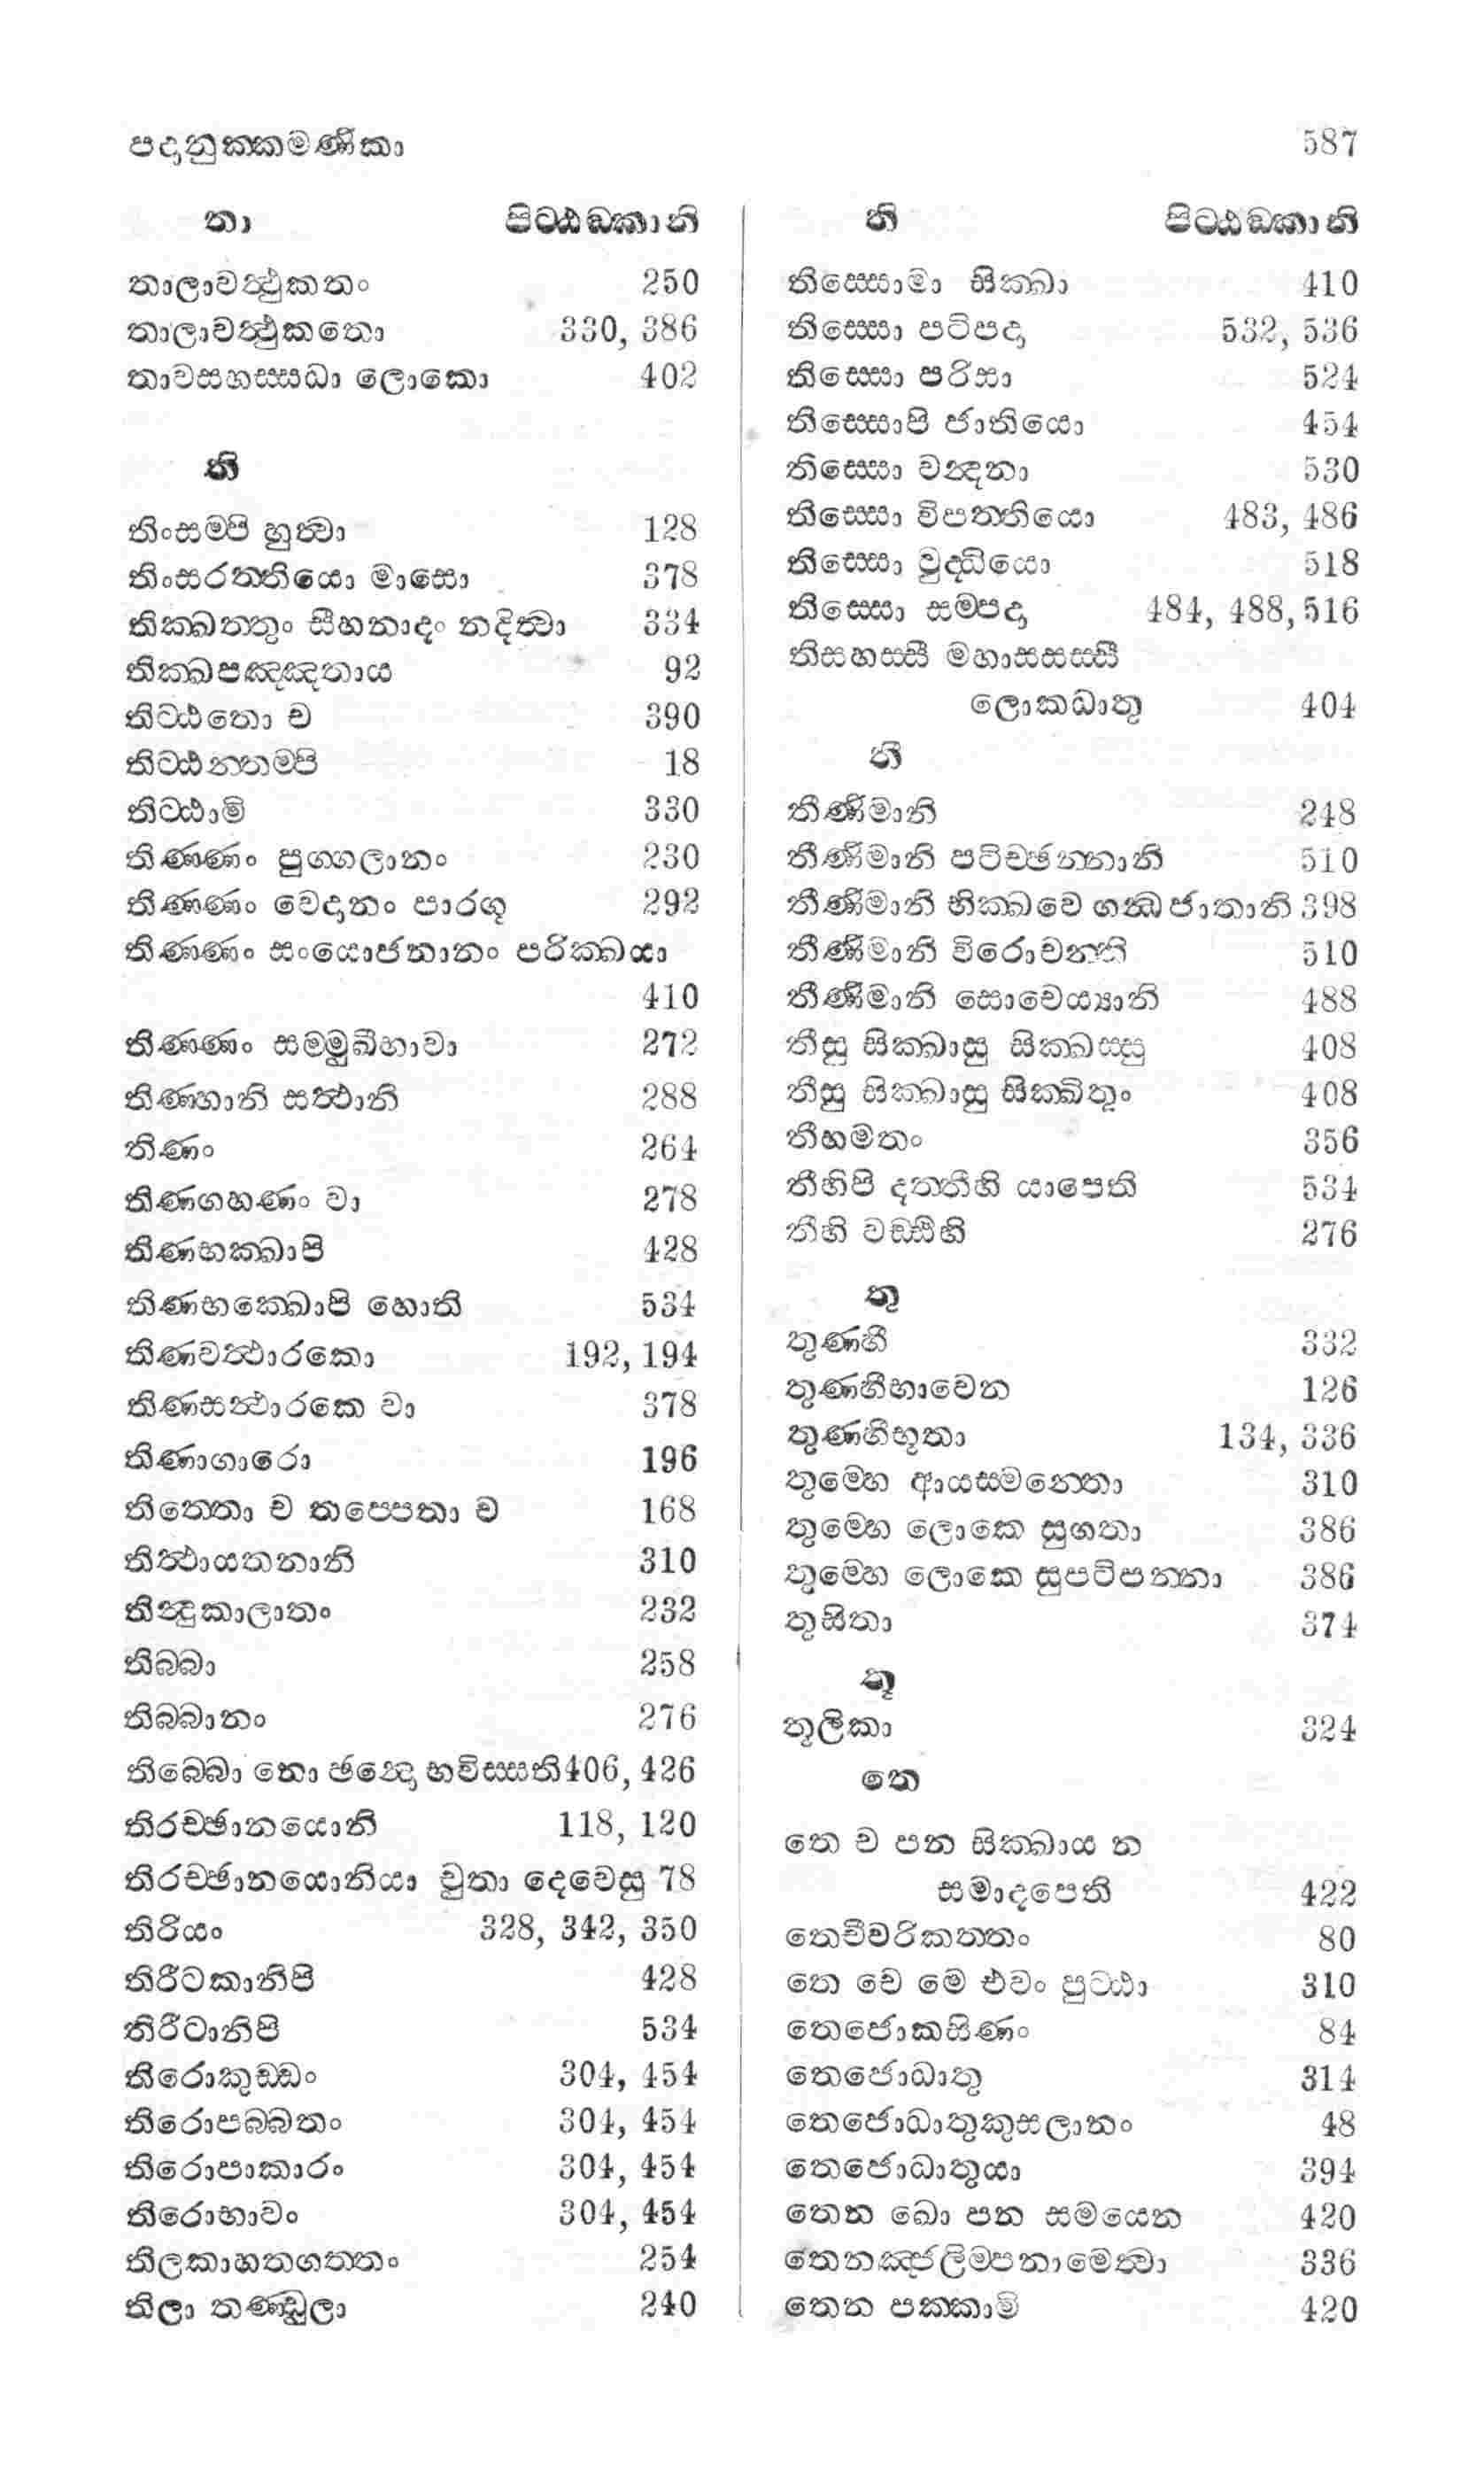 පදානුක්කමණිකා 587
තා පිට්ඨඞ්කානි
තාලාවත්ථුකතං 250
තාලාවත්ථුකතො 330, 386
තාවසහස්සධා ලොකො 402
ති
තිංසම්පි හුත්වා 128
තිංසරත්තියො මාසො 378
තික්ඛත්තුං සීහනාදං නදිත්වා 334
තික්ඛපඤ්ඤතාය 92
තිට්ඨතො ච 390
තිට්ඨන්තම්පි 18
තිට්ඨාමි 330
තිණ්ණං පුග්ගලානං 230
තිණ්ණං වෙදානං පාරගූ 292
තිණ්ණං සංයොජනානං පරික්ඛයා
410
තිණ්ණං සම්මුඛීභාවා 272
තිණ්හානි සත්ථානි 288
තිණං 264
තිණගහණං වා 278
තිණභක්ඛාපි 428
තිණභක්ඛොපි හොති 534
තිණවත්ථාරකො 192, 194
තිණසත්ථාරකෙ වා 378
තිණාගාරො 196
තිත්තො ච තප්පෙතා ච 168
තිත්ථායතනානි 310
තින්දුකාලාතං 232
තිබ්බා 258
තිබ්බානං 276
තිබ්බො නො ඡන්දො භවිස්සති 406, 426
තිරච්ඡානයොනි 118, 120
තිරච්ඡානයොනියා චුතා දෙවෙසු 78
තිරියං 328, 342, 350
තිරීටකානිපි 428
තිරීටානිපි 534
තිරොකුඩ්ඩං 304, 454
තිරොපබ්බතං 304, 454
තිරොපාකාරං 304, 454
තිරොභාවං 304, 454
තිලකාහතගත්තං 254
තිලා තණ්ඩුලා 240
ති පිට්ඨඞ්කානි
තිස්සොමා සික්ඛා 410
තිස්සො පටිපදා 532, 536
තිස්සො පරිසා 524
තිස්සොපි ජාතියො 454
තිස්සො වන්දනා 530
තිස්සො විපත්තියො 483, 486
තිස්සො වුද්ධියො 518
තිස්සො සම්පදා 484, 488, 516
තිසහස්සී මහාසසස්සී
ලොකධාතු 404
තී
තීණිමානි 248
තීණිමානි පටිච්ඡන්නානි 510
තීණිමානි භික්ඛවෙ ගන්ධජාතානි 398
තීණිමානි විරොචන්ති 510
තීණිමානි සොචෙය්‍යානි 488
තීසු සික්ඛාසු සික්ඛස්සු 408
තීසු සික්ඛාසු සික්ඛිතුං 408
තීහමතං 356
තීහිපි දත්තීහි යාපෙති 534
තීහි වස්සීහි 276
තු
තුණ්හී 332
තුණ්හීභාවෙන 126
තුණ්හීභූතා 134, 336
තුම්හෙ ආයස්මන්තො 310
තුම්හෙ ලොකෙ සුගතා 386
තුම්හෙ ලොකෙ සුපටිපන්නා 386
තුසිතා 374
තූ
තූලිකා 324
තෙ
තෙ ච පන සික්ඛාය න
සමාදපෙති 422
තෙචීවරිකත්තං 80
තෙ චෙ මෙ එවං පුට්ඨා 310
තෙජොකසිණං 84
තෙජොධාතු 314
තෙජොධාතුකුසලානං 48
තෙජොධාතුයා 394
තෙන ඛො පන සමයෙන 420
තෙනඤ්ජලිම්පනාමෙත්වා 336
තෙන පක්කාමි 420